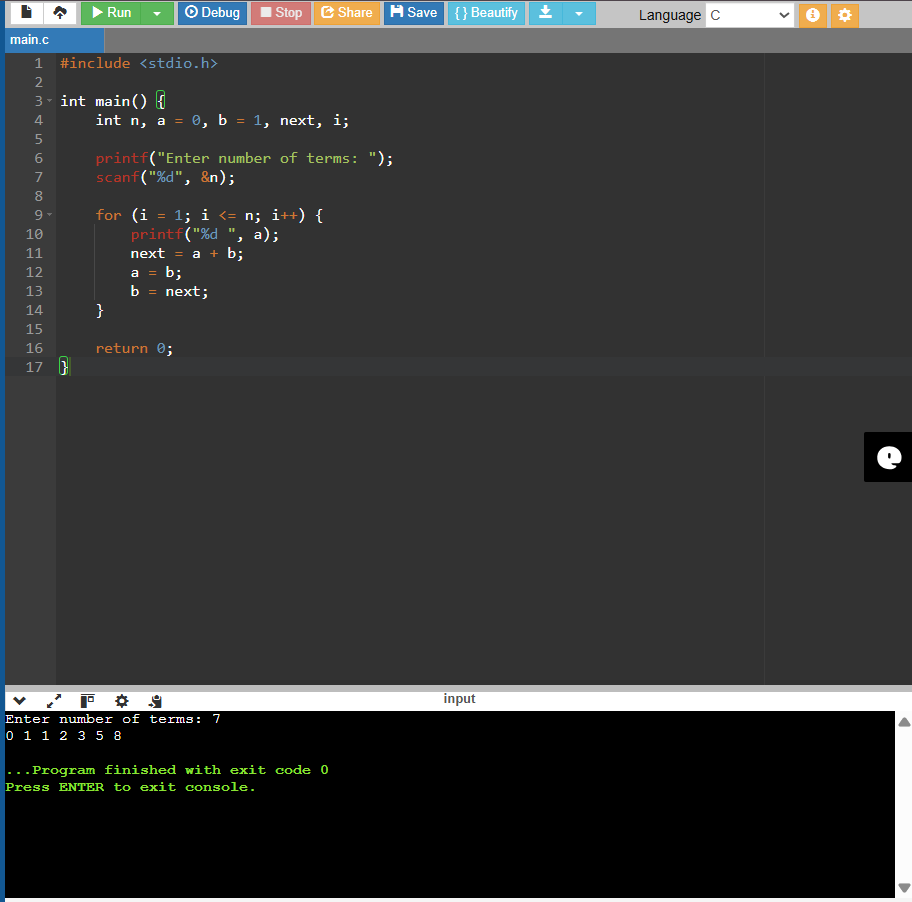 Run Debug Stop Share Save { } Beautify Language C
main.c
1 #include <stdio.h>
2
3 int main() {
4     int n, a = 0, b = 1, next, i;
5
6     printf("Enter number of terms: ");
7     scanf("%d", &n);
8
9     for (i = 1; i <= n; i++) {
10         printf("%d ", a);
11         next = a + b;
12         a = b;
13         b = next;
14     }
15
16     return 0;
17 }
input
Enter number of terms: 7
0 1 1 2 3 5 8
...Program finished with exit code 0
Press ENTER to exit console.